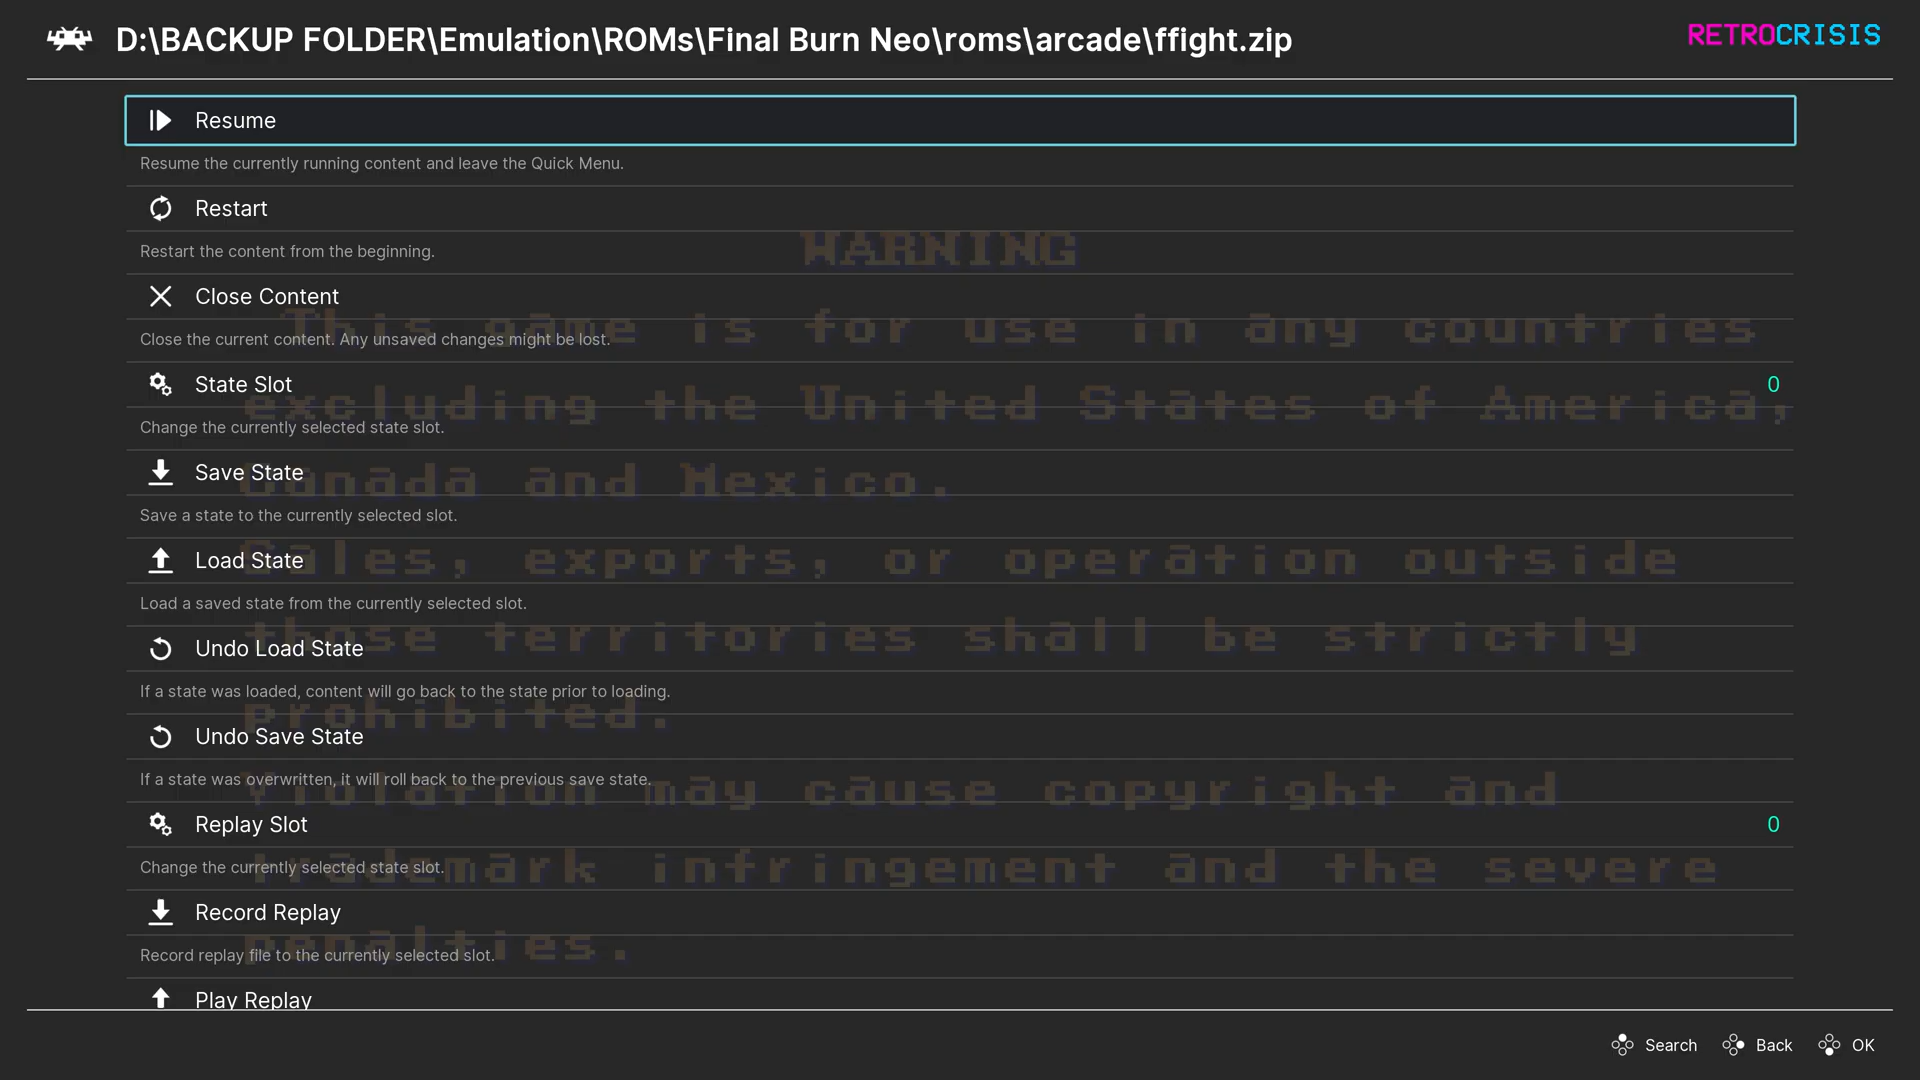 D:\BACKUP FOLDER\Emulation\ROMs\Final Burn Neo\roms\arcade\ffight.zip
RETROCRISIS
Resume
Resume the currently running content and leave the Quick Menu.
Restart
Restart the content from the beginning.
WARNING
Close Content
This game is for use in any countries
Close the current content. Any unsaved changes might be lost.
State Slot 0
excluding the United States of America,
Change the currently selected state slot.
Save State
Canada and Mexico.
Save a state to the currently selected slot.
Load State
Sales, exports, or operation outside
Load a saved state from the currently selected slot.
those territories shall be strictly
Undo Load State
If a state was loaded, content will go back to the state prior to loading.
prohibited.
Undo Save State
If a state was overwritten, it will roll back to the previous save state.
Violation may cause copyright and
Replay Slot 0
Change the currently selected state slot.
trademark infringement and the severe
Record Replay
penalties.
Record replay file to the currently selected slot.
Play Replay
Search Back OK